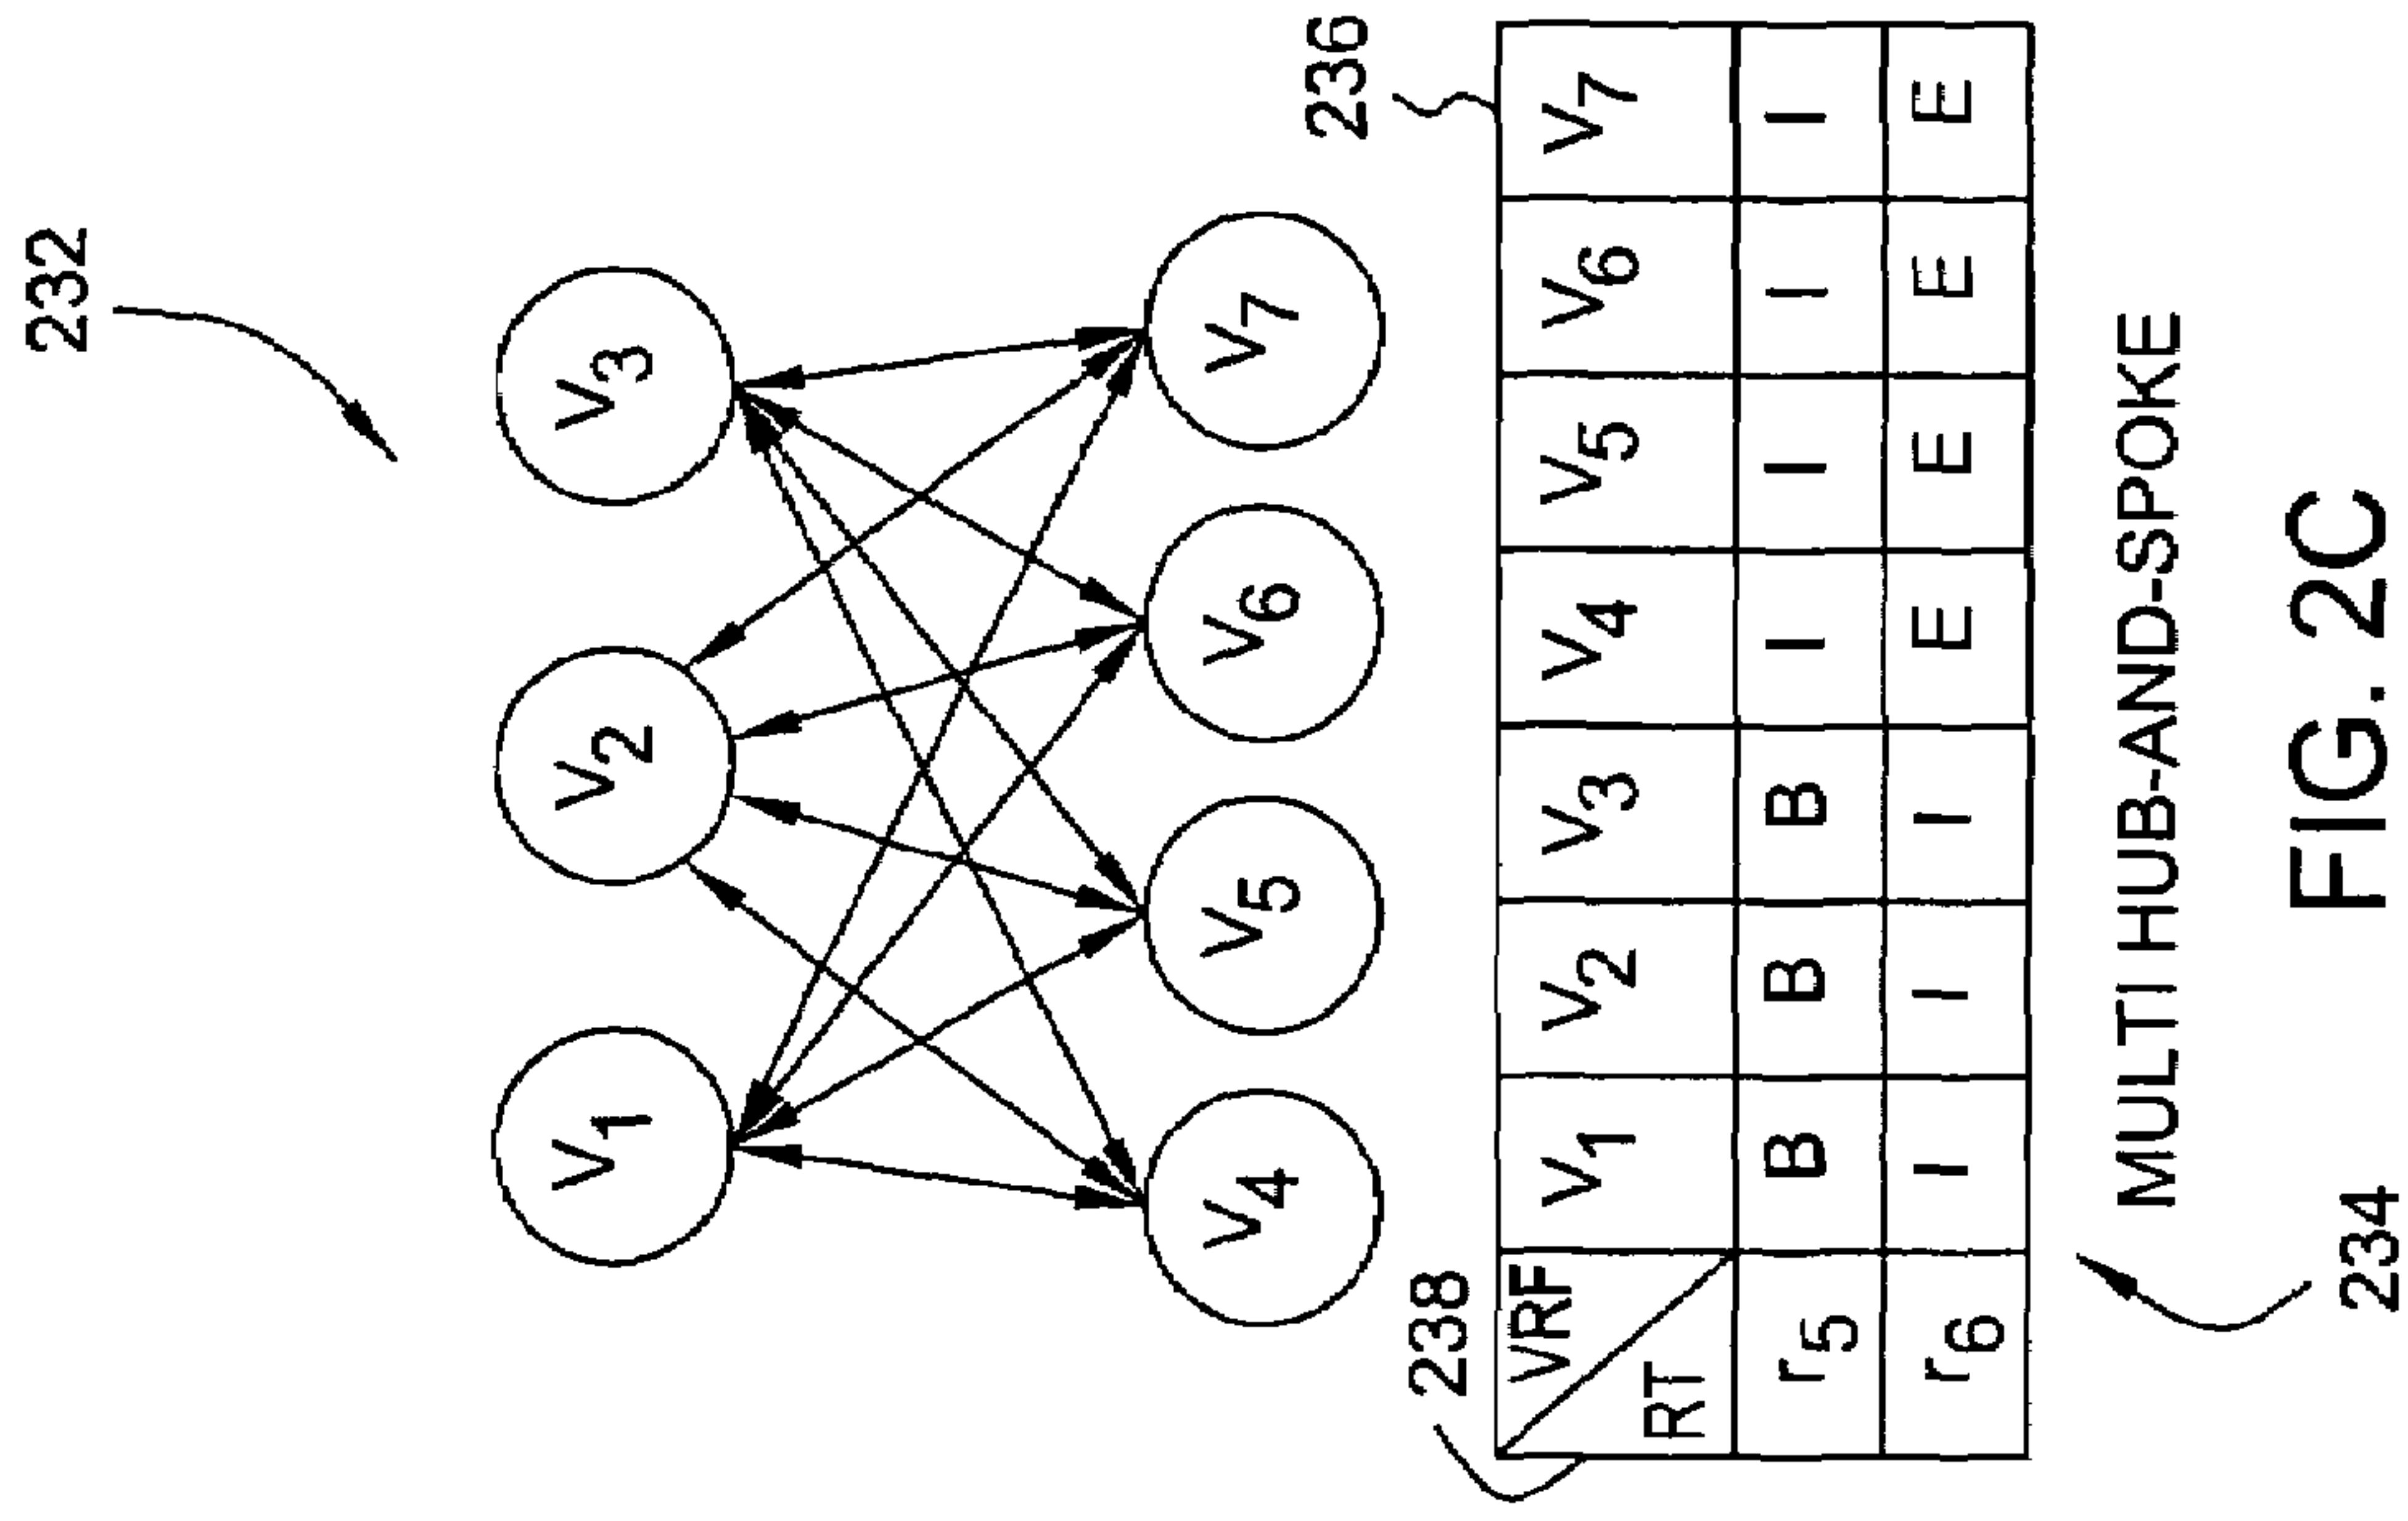 232
V1 V2 V3
V4 V5 V6 V7
238
236
VRF RT V1 V2 V3 V4 V5 V6 V7
r5 B B B I I I I
r6 I I I E E E E
234
MULTI HUB-AND-SPOKE
FIG. 2C